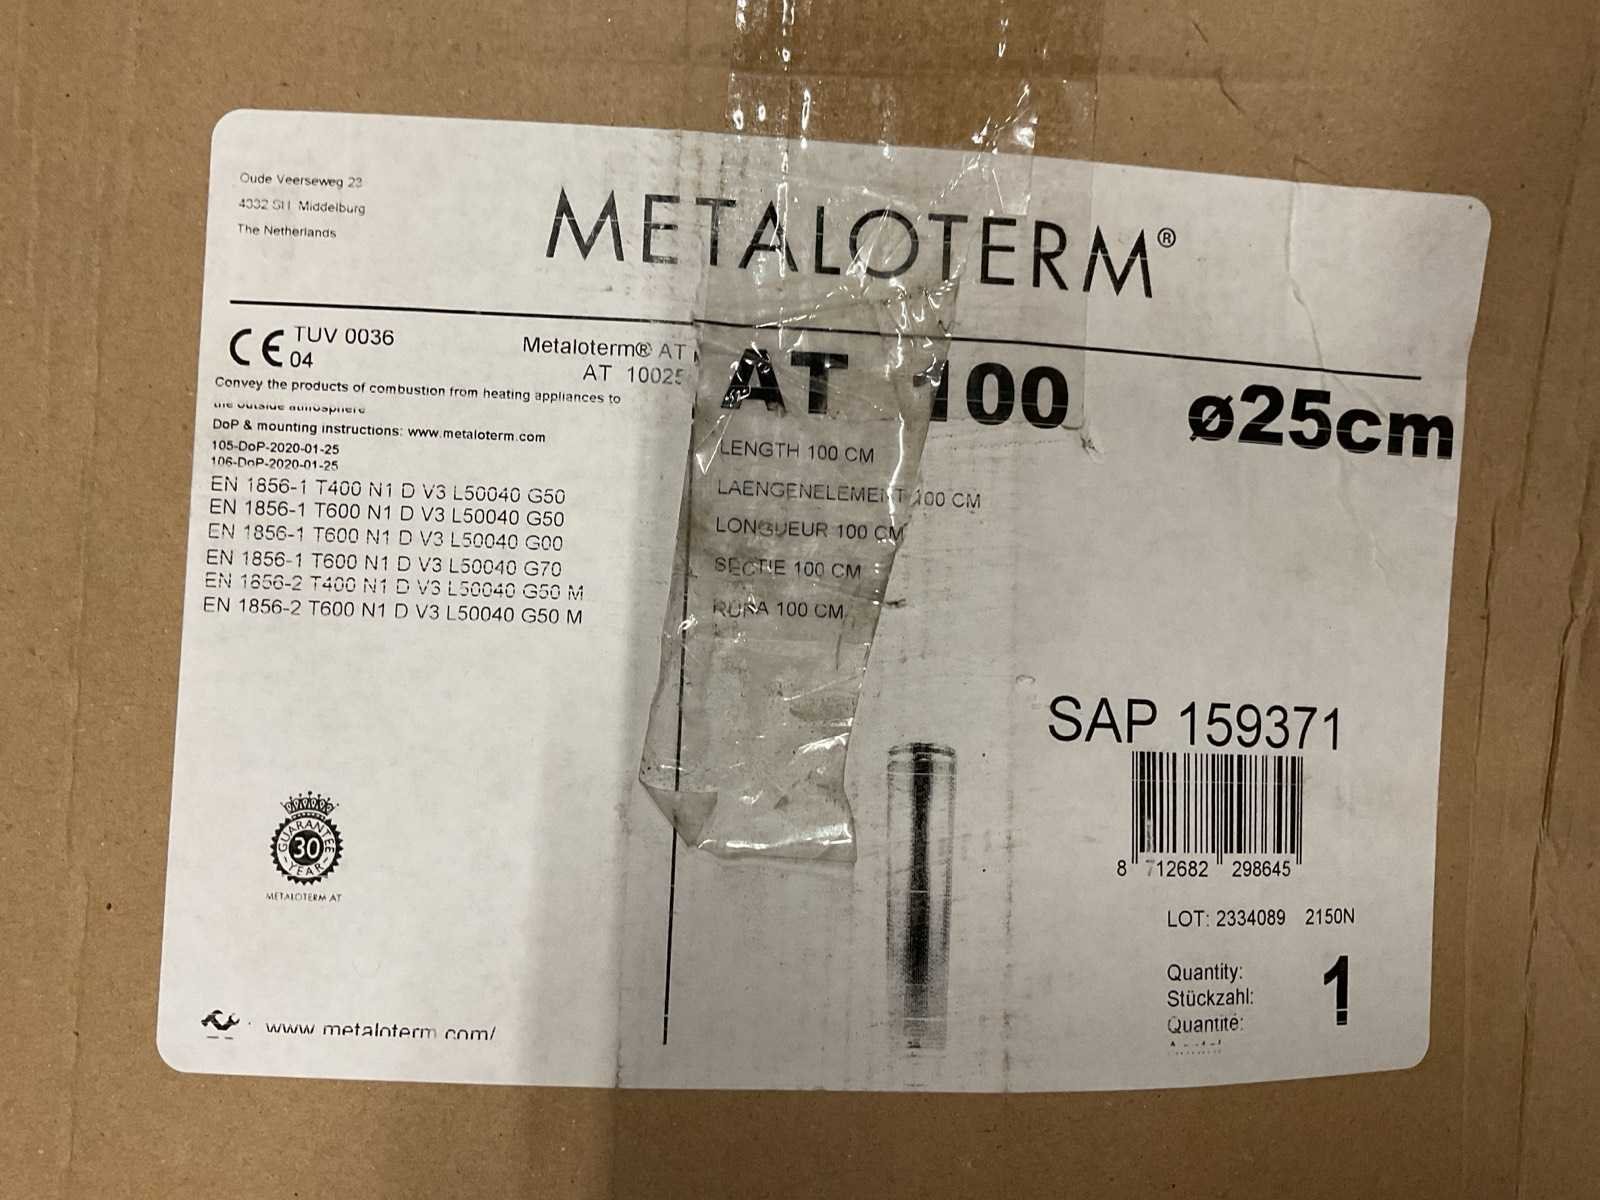 Oude Veerseweg 23
4332 SH Middelburg
The Netherlands
METALOTERM®
CE TUV 0036
04
Metaloterm® AT
AT 10025
Convey the products of combustion from heating appliances to
the outside atmosphere
DoP & mounting instructions: www.metaloterm.com
105-DoP-2020-01-25
106-DoP-2020-01-25
EN 1856-1 T400 N1 D V3 L50040 G50
EN 1856-1 T600 N1 D V3 L50040 G50
EN 1856-1 T600 N1 D V3 L50040 G00
EN 1856-1 T600 N1 D V3 L50040 G70
EN 1856-2 T400 N1 D V3 L50040 G50 M
EN 1856-2 T600 N1 D V3 L50040 G50 M
AT 100 ø25cm
LENGTH 100 CM
LAENGENELEMENT 100 CM
LONGUEUR 100 CM
SECTIE 100 CM
RURA 100 CM
SAP 159371
8 712682 298645
LOT: 2334089 2150N
Quantity:
Stückzahl:
Quantité:
1
GUARANTEE
30
YEAR
METALOTERM AT
www.metaloterm.com/